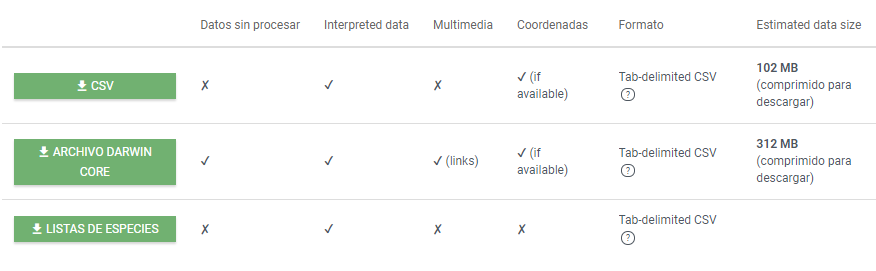 Datos sin procesar Interpreted data Multimedia Coordenadas Formato Estimated data size
CSV ✗ ✓ ✗ ✓ (if available) Tab-delimited CSV ? 102 MB (comprimido para descargar)
ARCHIVO DARWIN CORE ✓ ✓ ✓ (links) ✓ (if available) Tab-delimited CSV ? 312 MB (comprimido para descargar)
LISTAS DE ESPECIES ✗ ✓ ✗ ✗ Tab-delimited CSV ?